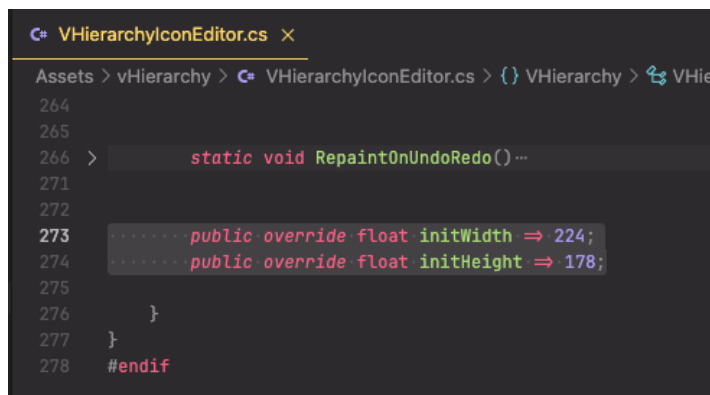 C# VHierarchyIconEditor.cs ×
Assets > vHierarchy > C# VHierarchyIconEditor.cs > {} VHierarchy > VHie
264
265
266 > static void RepaintOnUndoRedo()…
271
272
273 public override float initWidth => 224;
274 public override float initHeight => 178;
275
276 }
277 }
278 #endif